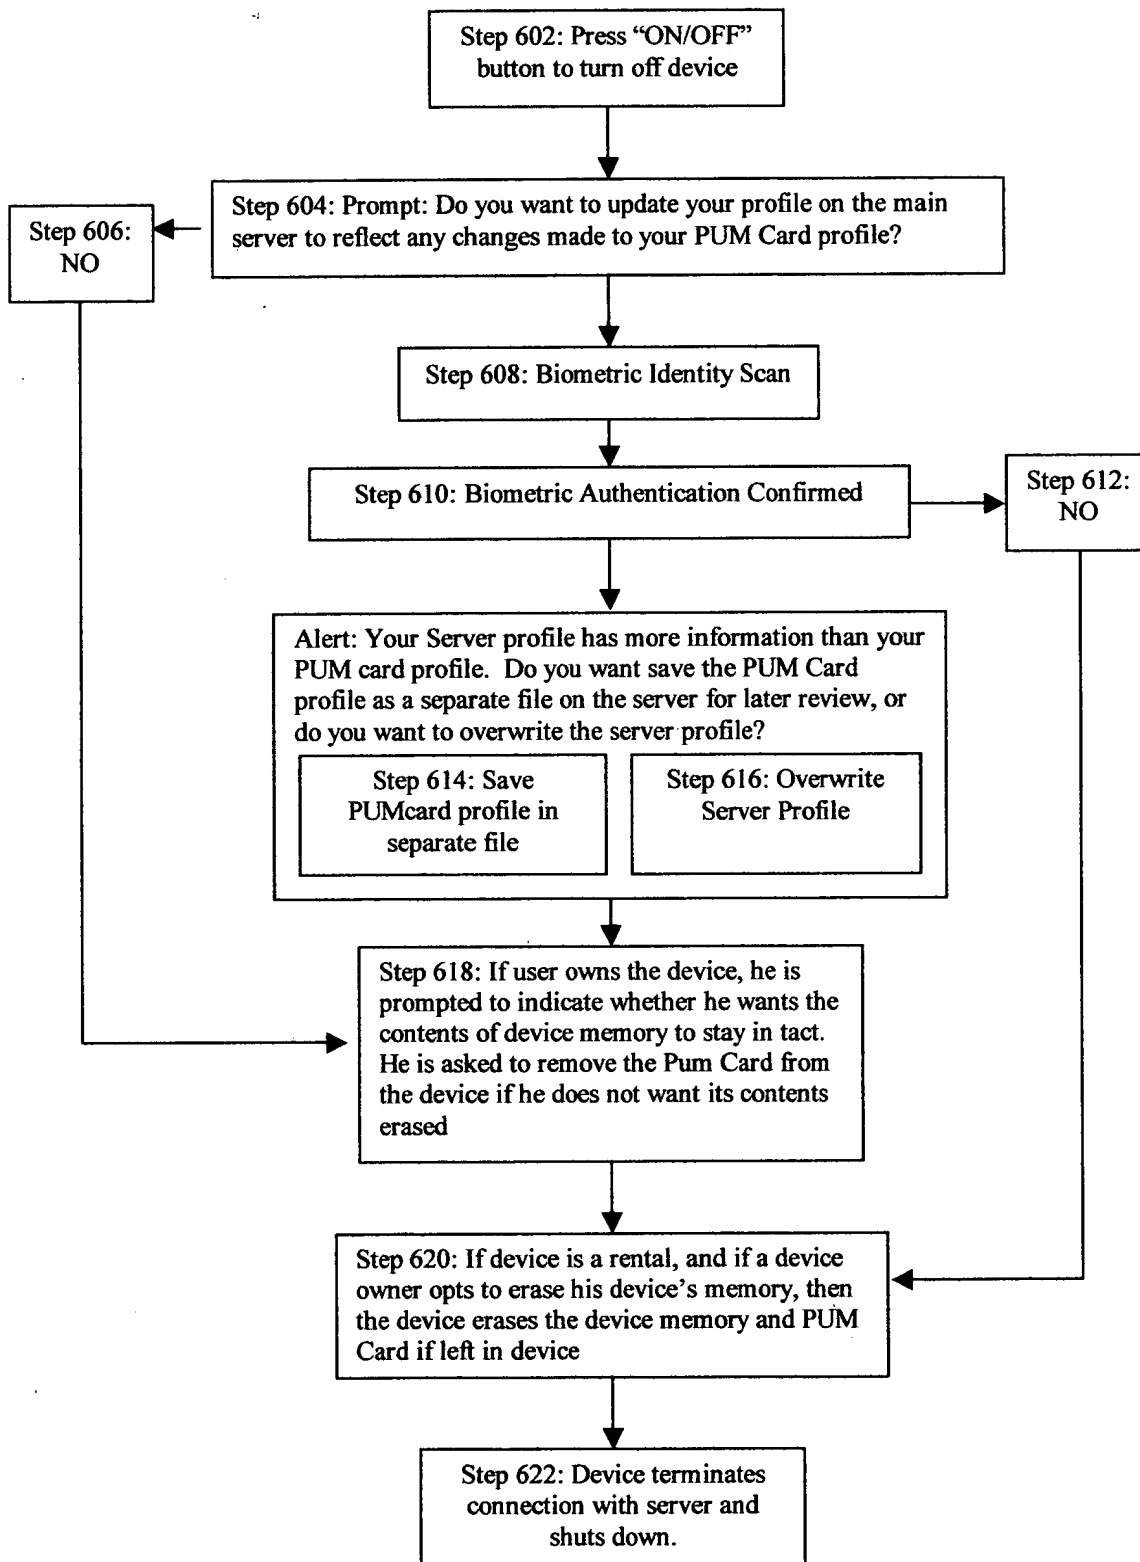 Step 602: Press “ON/OFF”
button to turn off device
Step 604: Prompt: Do you want to update your profile on the main
server to reflect any changes made to your PUM Card profile?
Step 606:
NO
Step 608: Biometric Identity Scan
Step 610: Biometric Authentication Confirmed
Step 612:
NO
Alert: Your Server profile has more information than your
PUM card profile. Do you want save the PUM Card
profile as a separate file on the server for later review, or
do you want to overwrite the server profile?
Step 614: Save
PUMcard profile in
separate file
Step 616: Overwrite
Server Profile
Step 618: If user owns the device, he is
prompted to indicate whether he wants the
contents of device memory to stay in tact.
He is asked to remove the Pum Card from
the device if he does not want its contents
erased
Step 620: If device is a rental, and if a device
owner opts to erase his device’s memory, then
the device erases the device memory and PUM
Card if left in device
Step 622: Device terminates
connection with server and
shuts down.